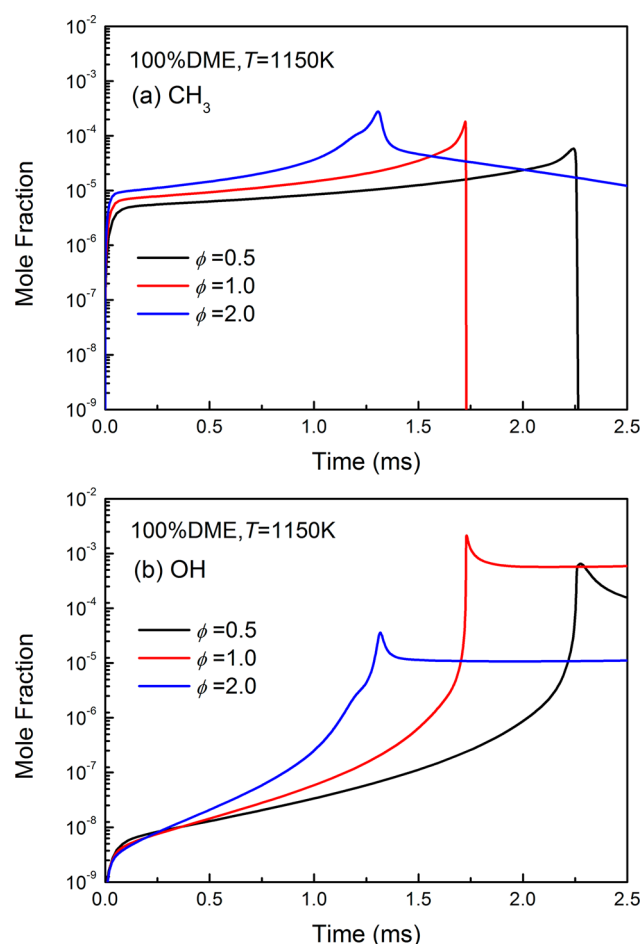 10⁻²
100%DME, T=1150K
(a) CH₃
10⁻³
10⁻⁴
10⁻⁵
10⁻⁶
10⁻⁷
10⁻⁸
10⁻⁹
Mole Fraction
ϕ =0.5
ϕ =1.0
ϕ =2.0
0.0 0.5 1.0 1.5 2.0 2.5
Time (ms)
10⁻²
100%DME, T=1150K
(b) OH
10⁻³
10⁻⁴
10⁻⁵
10⁻⁶
10⁻⁷
10⁻⁸
10⁻⁹
Mole Fraction
ϕ =0.5
ϕ =1.0
ϕ =2.0
0.0 0.5 1.0 1.5 2.0 2.5
Time (ms)